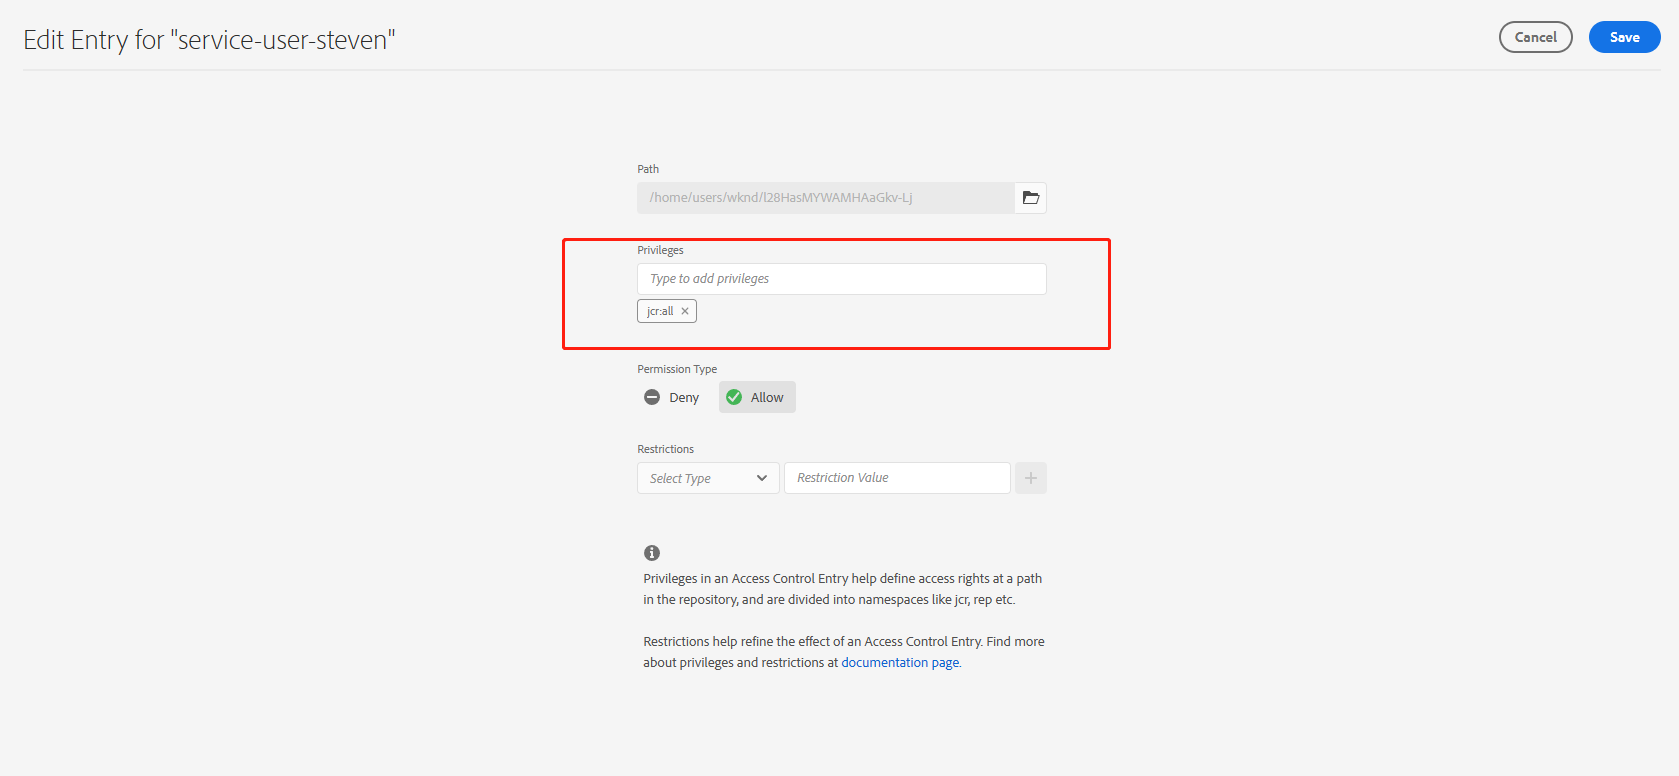 Edit Entry for "service-user-steven"
Cancel
Save
Path
/home/users/wknd/l28HasMYWAMHAaGkv-Lj
Privileges
Type to add privileges
jcr:all
Permission Type
Deny
Allow
Restrictions
Select Type
Restriction Value
Privileges in an Access Control Entry help define access rights at a path
in the repository, and are divided into namespaces like jcr, rep etc.
Restrictions help refine the effect of an Access Control Entry. Find more
about privileges and restrictions at documentation page.